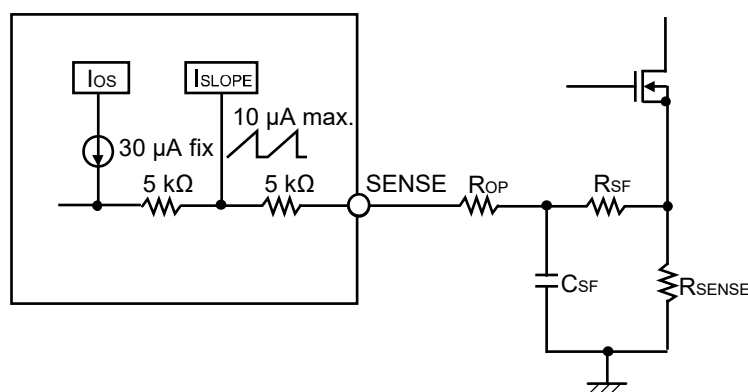 IOS
ISLOPE
10 µA max.
30 µA fix
5 kΩ
5 kΩ
SENSE
ROP
RSF
CSF
RSENSE